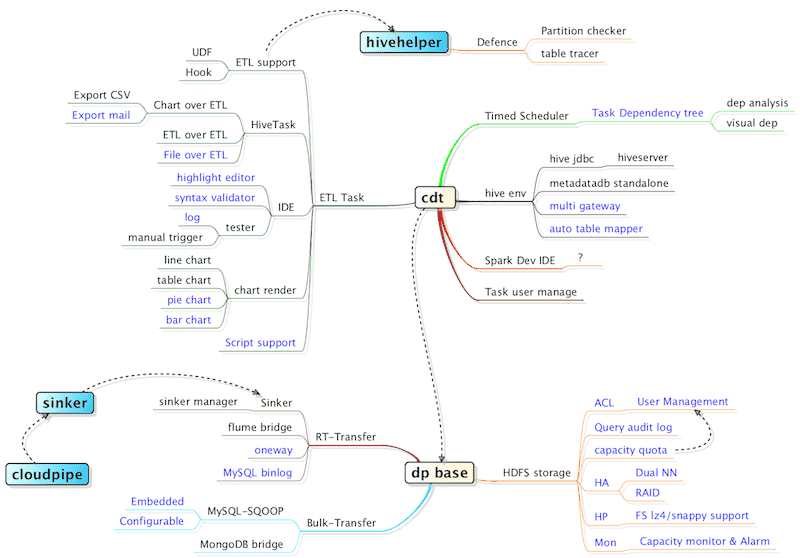 hivehelper
Defence
Partition checker
table tracer
UDF
Hook
ETL support
Export CSV
Export mail
Chart over ETL
ETL over ETL
File over ETL
HiveTask
highlight editor
syntax validator
log
manual trigger
tester
IDE
ETL Task
line chart
table chart
pie chart
bar chart
chart render
Script support
cdt
Timed Scheduler
Task Dependency tree
dep analysis
visual dep
hive env
hive jdbc
hiveserver
metadatadb standalone
multi gateway
auto table mapper
Spark Dev IDE
?
Task user manage
sinker
cloudpipe
sinker manager
Sinker
flume bridge
oneway
MySQL binlog
RT-Transfer
dp base
Embedded
Configurable
MySQL-SQOOP
MongoDB bridge
Bulk-Transfer
HDFS storage
ACL
User Management
Query audit log
capacity quota
HA
Dual NN
RAID
HP
FS lz4/snappy support
Mon
Capacity monitor & Alarm